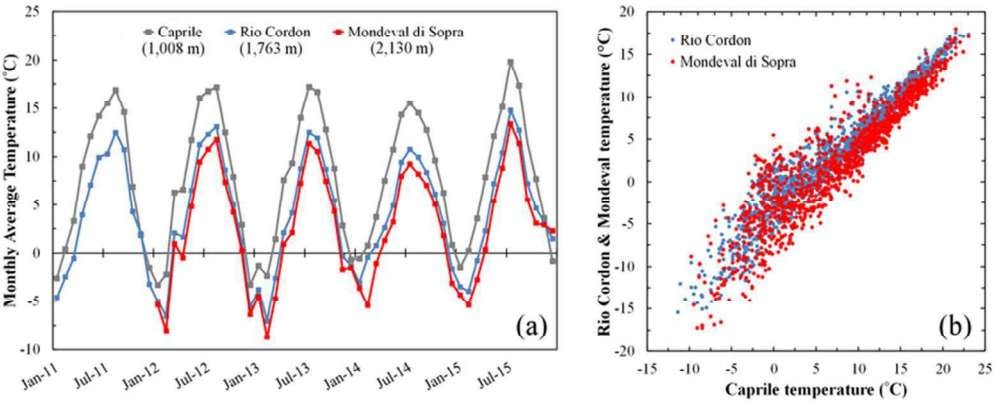 25
20
15
10
5
0
-5
-10
Monthly Average Temperature (°C)
Caprile Rio Cordon Mondeval di Sopra
(1,008 m) (1,763 m) (2,130 m)
(a)
Jan-11 Jul-11 Jan-12 Jul-12 Jan-13 Jul-13 Jan-14 Jul-14 Jan-15 Jul-15
20
15
10
5
0
-5
-10
-15
-20
Rio Cordon & Mondeval temperature (°C)
Rio Cordon
Mondeval di Sopra
(b)
-15 -10 -5 0 5 10 15 20 25
Caprile temperature (°C)